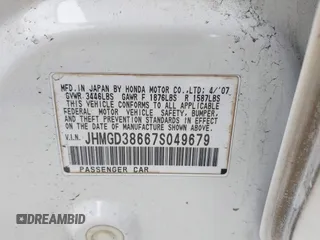 MFD. IN JAPAN BY HONDA MOTOR CO.,LTD: 4/'07
GVWR 3446LBS GAWR F 1876LBS R 1587LBS
THIS VEHICLE CONFORMS TO ALL APPLICABLE
FEDERAL MOTOR VEHICLE SAFETY, BUMPER,
AND THEFT PREVENTION STANDARDS IN
EFFECT ON THE DATE OF MANUFACTURE
SHOWN ABOVE.
V.I.N. JHMGD38667S049679
PASSENGER CAR
DREAMBID